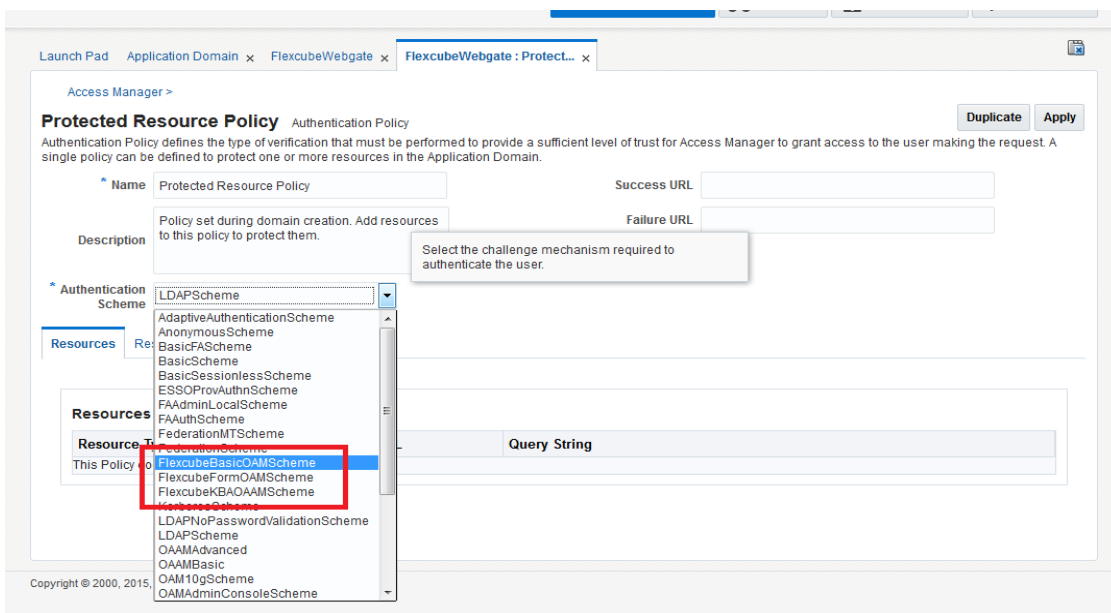 Launch Pad Application Domain x FlexcubeWebgate x FlexcubeWebgate : Protect... x
Access Manager >
Protected Resource Policy Authentication Policy
Duplicate Apply
Authentication Policy defines the type of verification that must be performed to provide a sufficient level of trust for Access Manager to grant access to the user making the request. A
single policy can be defined to protect one or more resources in the Application Domain.
* Name Protected Resource Policy
Success URL
Description Policy set during domain creation. Add resources
to this policy to protect them.
Failure URL
Select the challenge mechanism required to
authenticate the user.
* Authentication
Scheme
LDAPScheme
AdaptiveAuthenticationScheme
AnonymousScheme
BasicFAScheme
BasicScheme
BasicSessionlessScheme
ESSOProvAuthnScheme
FAAdminLocalScheme
FAAuthScheme
FederationMTScheme
FederationScheme
FlexcubeBasicOAMScheme
FlexcubeFormOAMScheme
FlexcubeKBAOAAMScheme
KerberosScheme
LDAPNoPasswordValidationScheme
LDAPScheme
OAAMAdvanced
OAAMBasic
OAM10gScheme
OAMAdminConsoleScheme
Resources
Resources
Resource Query String
This Policy
Copyright © 2000, 2015,